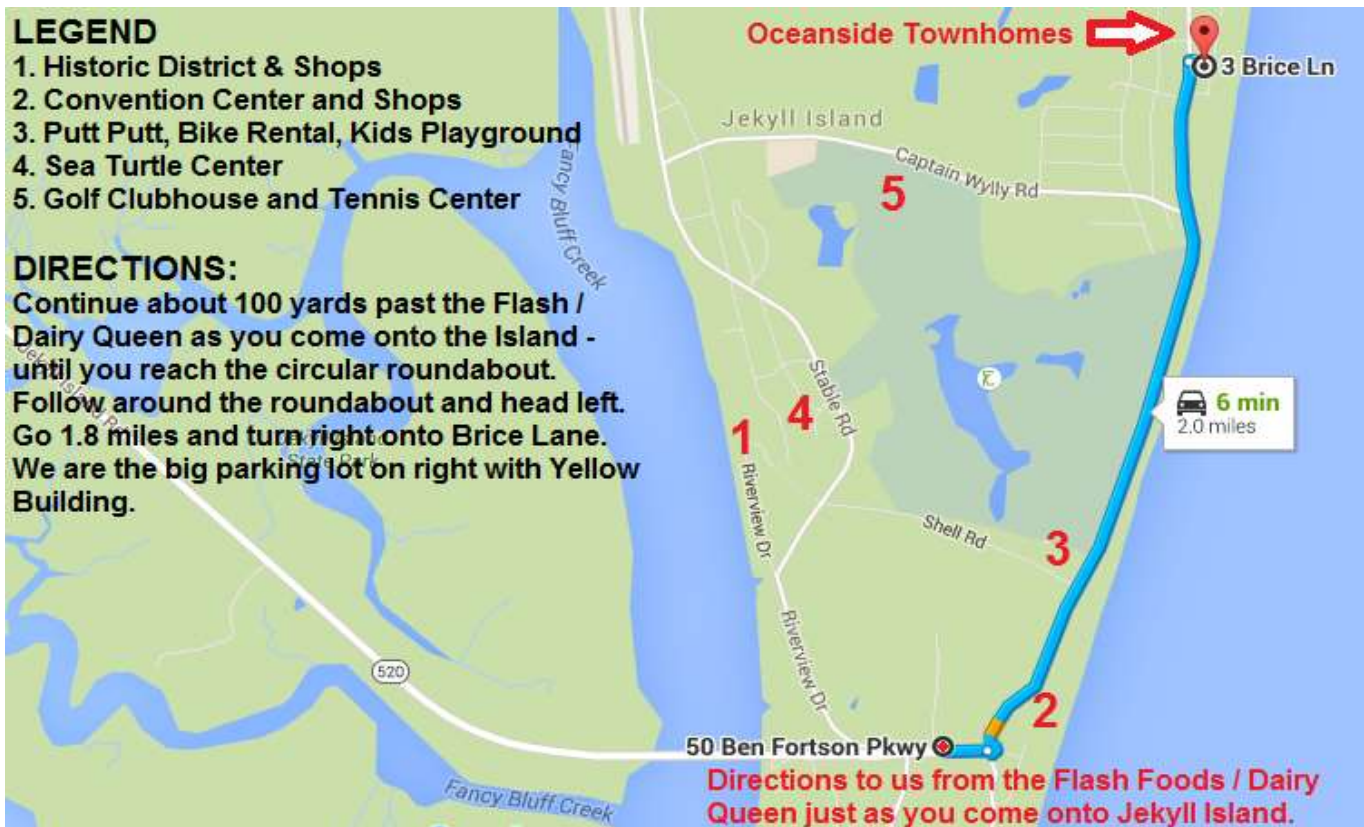 LEGEND
1. Historic District & Shops
2. Convention Center and Shops
3. Putt Putt, Bike Rental, Kids Playground
4. Sea Turtle Center
5. Golf Clubhouse and Tennis Center
DIRECTIONS:
Continue about 100 yards past the Flash /
Dairy Queen as you come onto the Island -
until you reach the circular roundabout.
Follow around the roundabout and head left.
Go 1.8 miles and turn right onto Brice Lane.
We are the big parking lot on right with Yellow
Building.
Oceanside Townhomes
3 Brice Ln
Jekyll Island
Captain Wylly Rd
5
Fancy Bluff Creek
Stable Rd
4
1
6 min
2.0 miles
Riverview Dr
Shell Rd
3
Riverview Dr
520
2
50 Ben Fortson Pkwy
Fancy Bluff Creek
Directions to us from the Flash Foods / Dairy
Queen just as you come onto Jekyll Island.
State Park